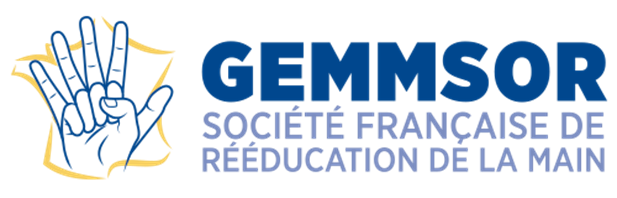 GEMMSOR
SOCIÉTÉ FRANÇAISE DE
RÉÉDUCATION DE LA MAIN